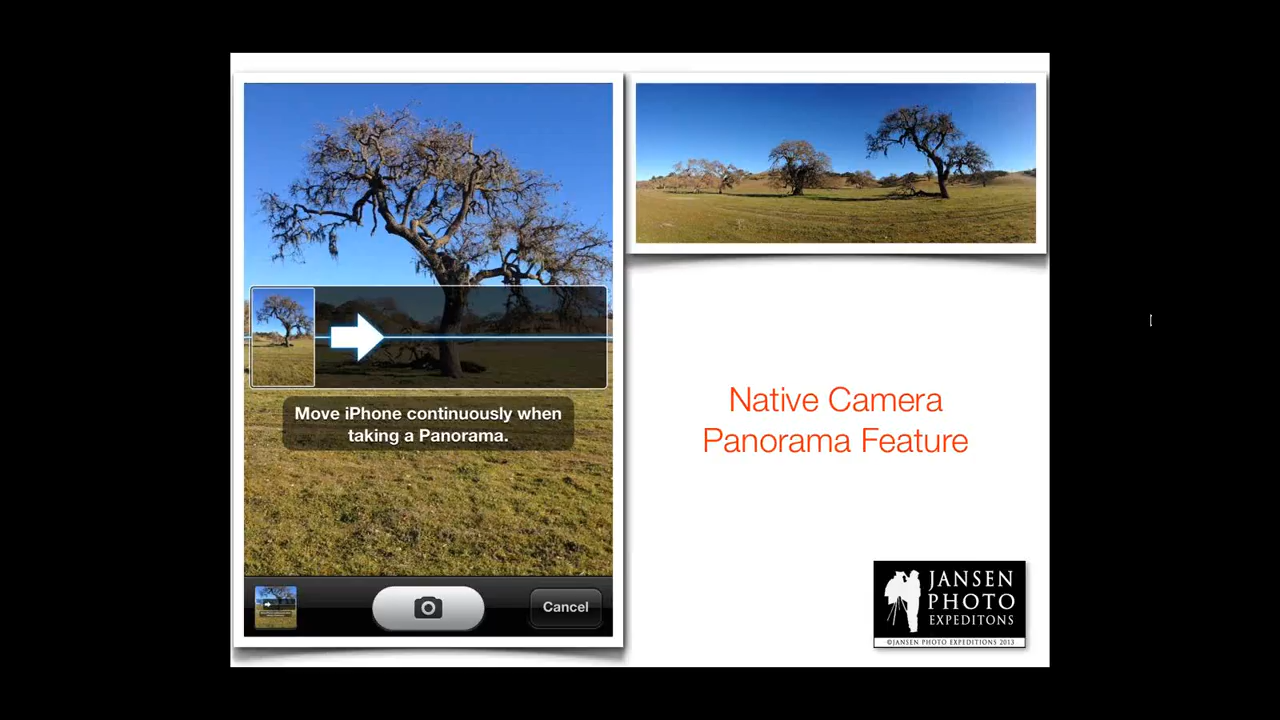 Move iPhone continuously when
taking a Panorama.
Cancel
Native Camera
Panorama Feature
JANSEN
PHOTO
EXPEDITONS
©JANSEN PHOTO EXPEDITIONS 2013